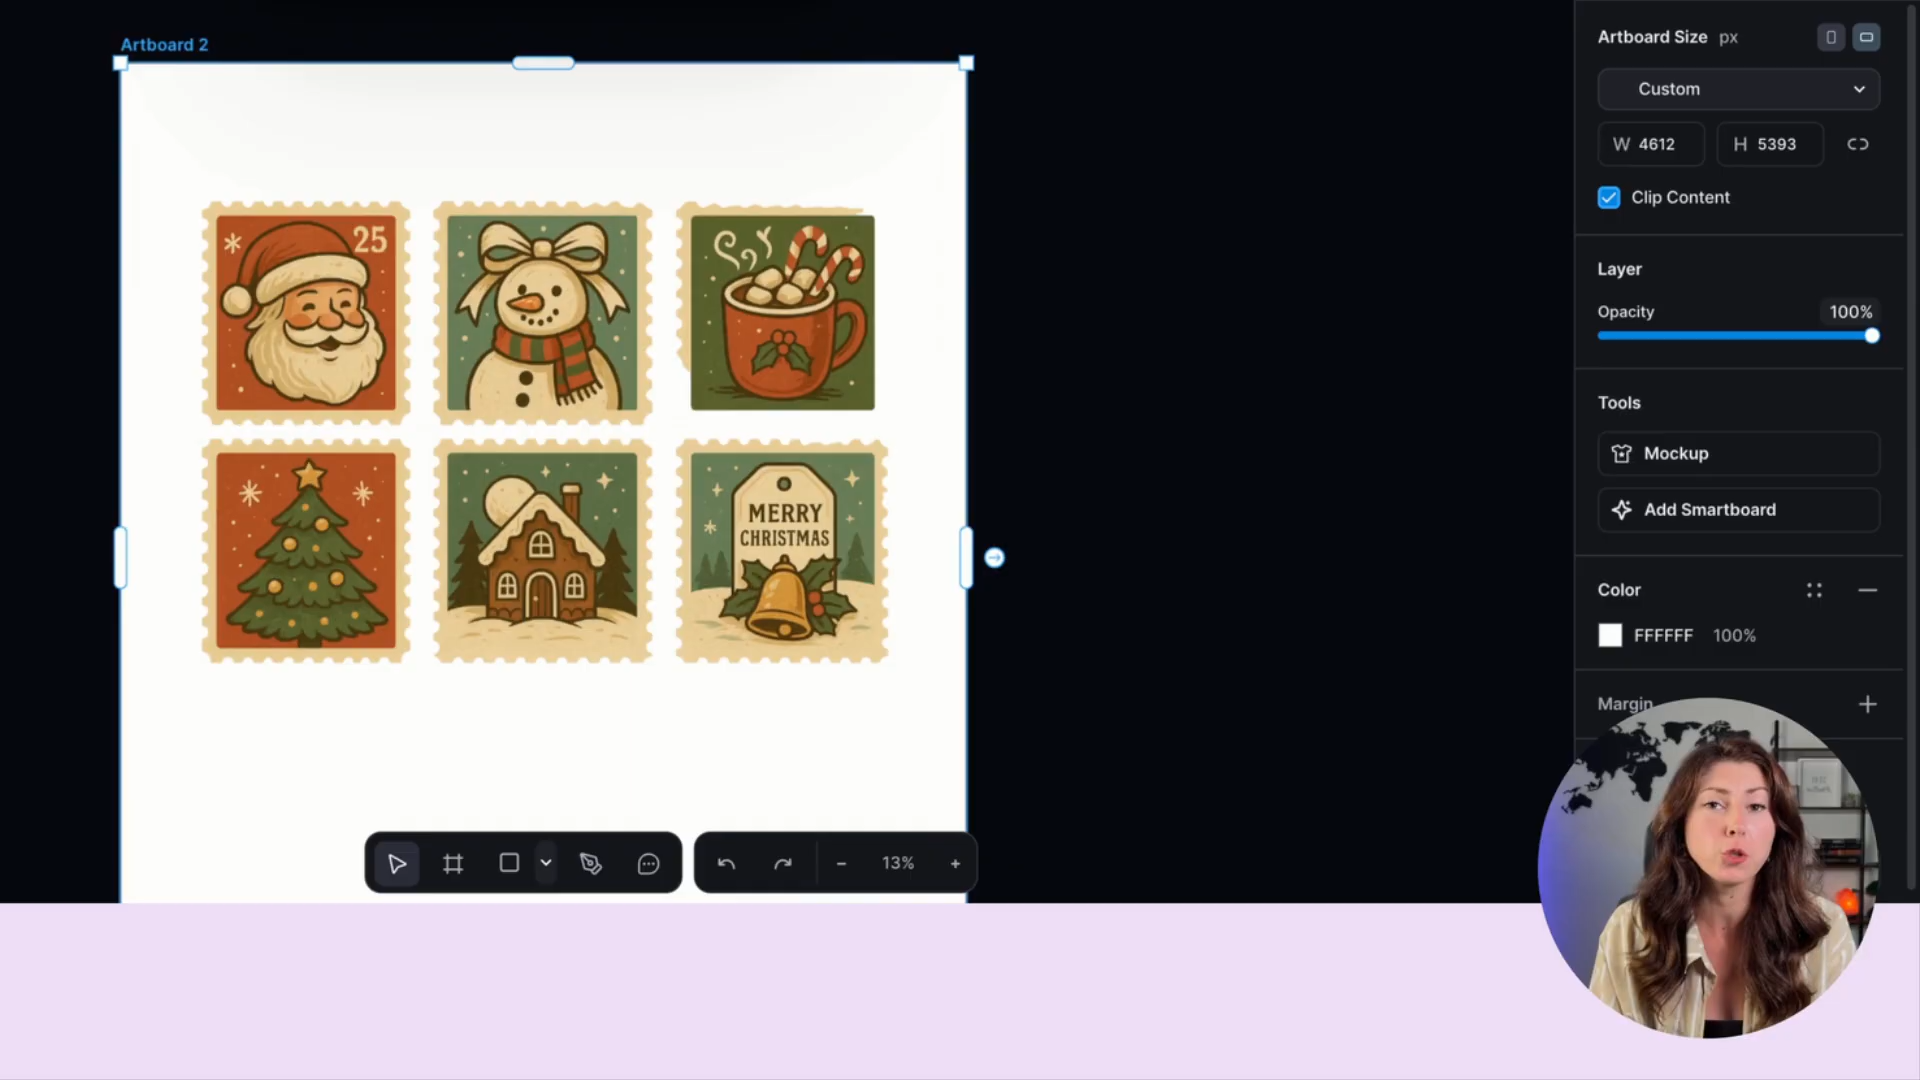 Artboard 2
25
MERRY
CHRISTMAS
13%
Artboard Size px
Custom
W 4612 H 5393
Clip Content
Layer
Opacity 100%
Tools
Mockup
Add Smartboard
Color
FFFFFF 100%
Margin